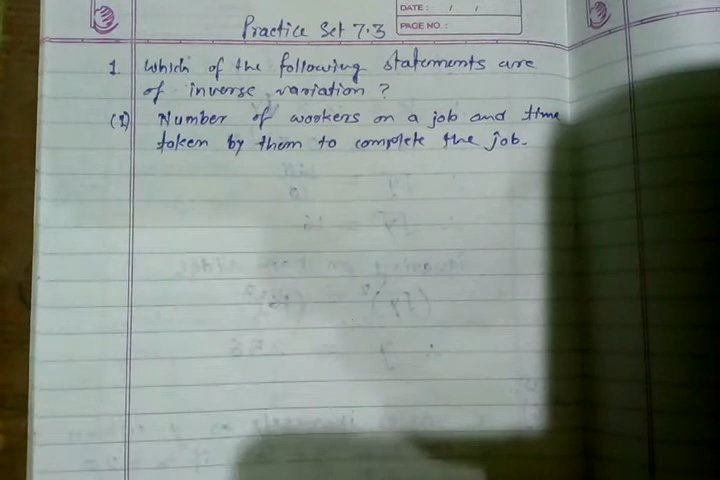 DATE: / /
PAGE NO.:
Practice Set 7.3
1 Which of the following statements are
of inverse variation ?
(1) Number of workers on a job and time
taken by them to complete the job.